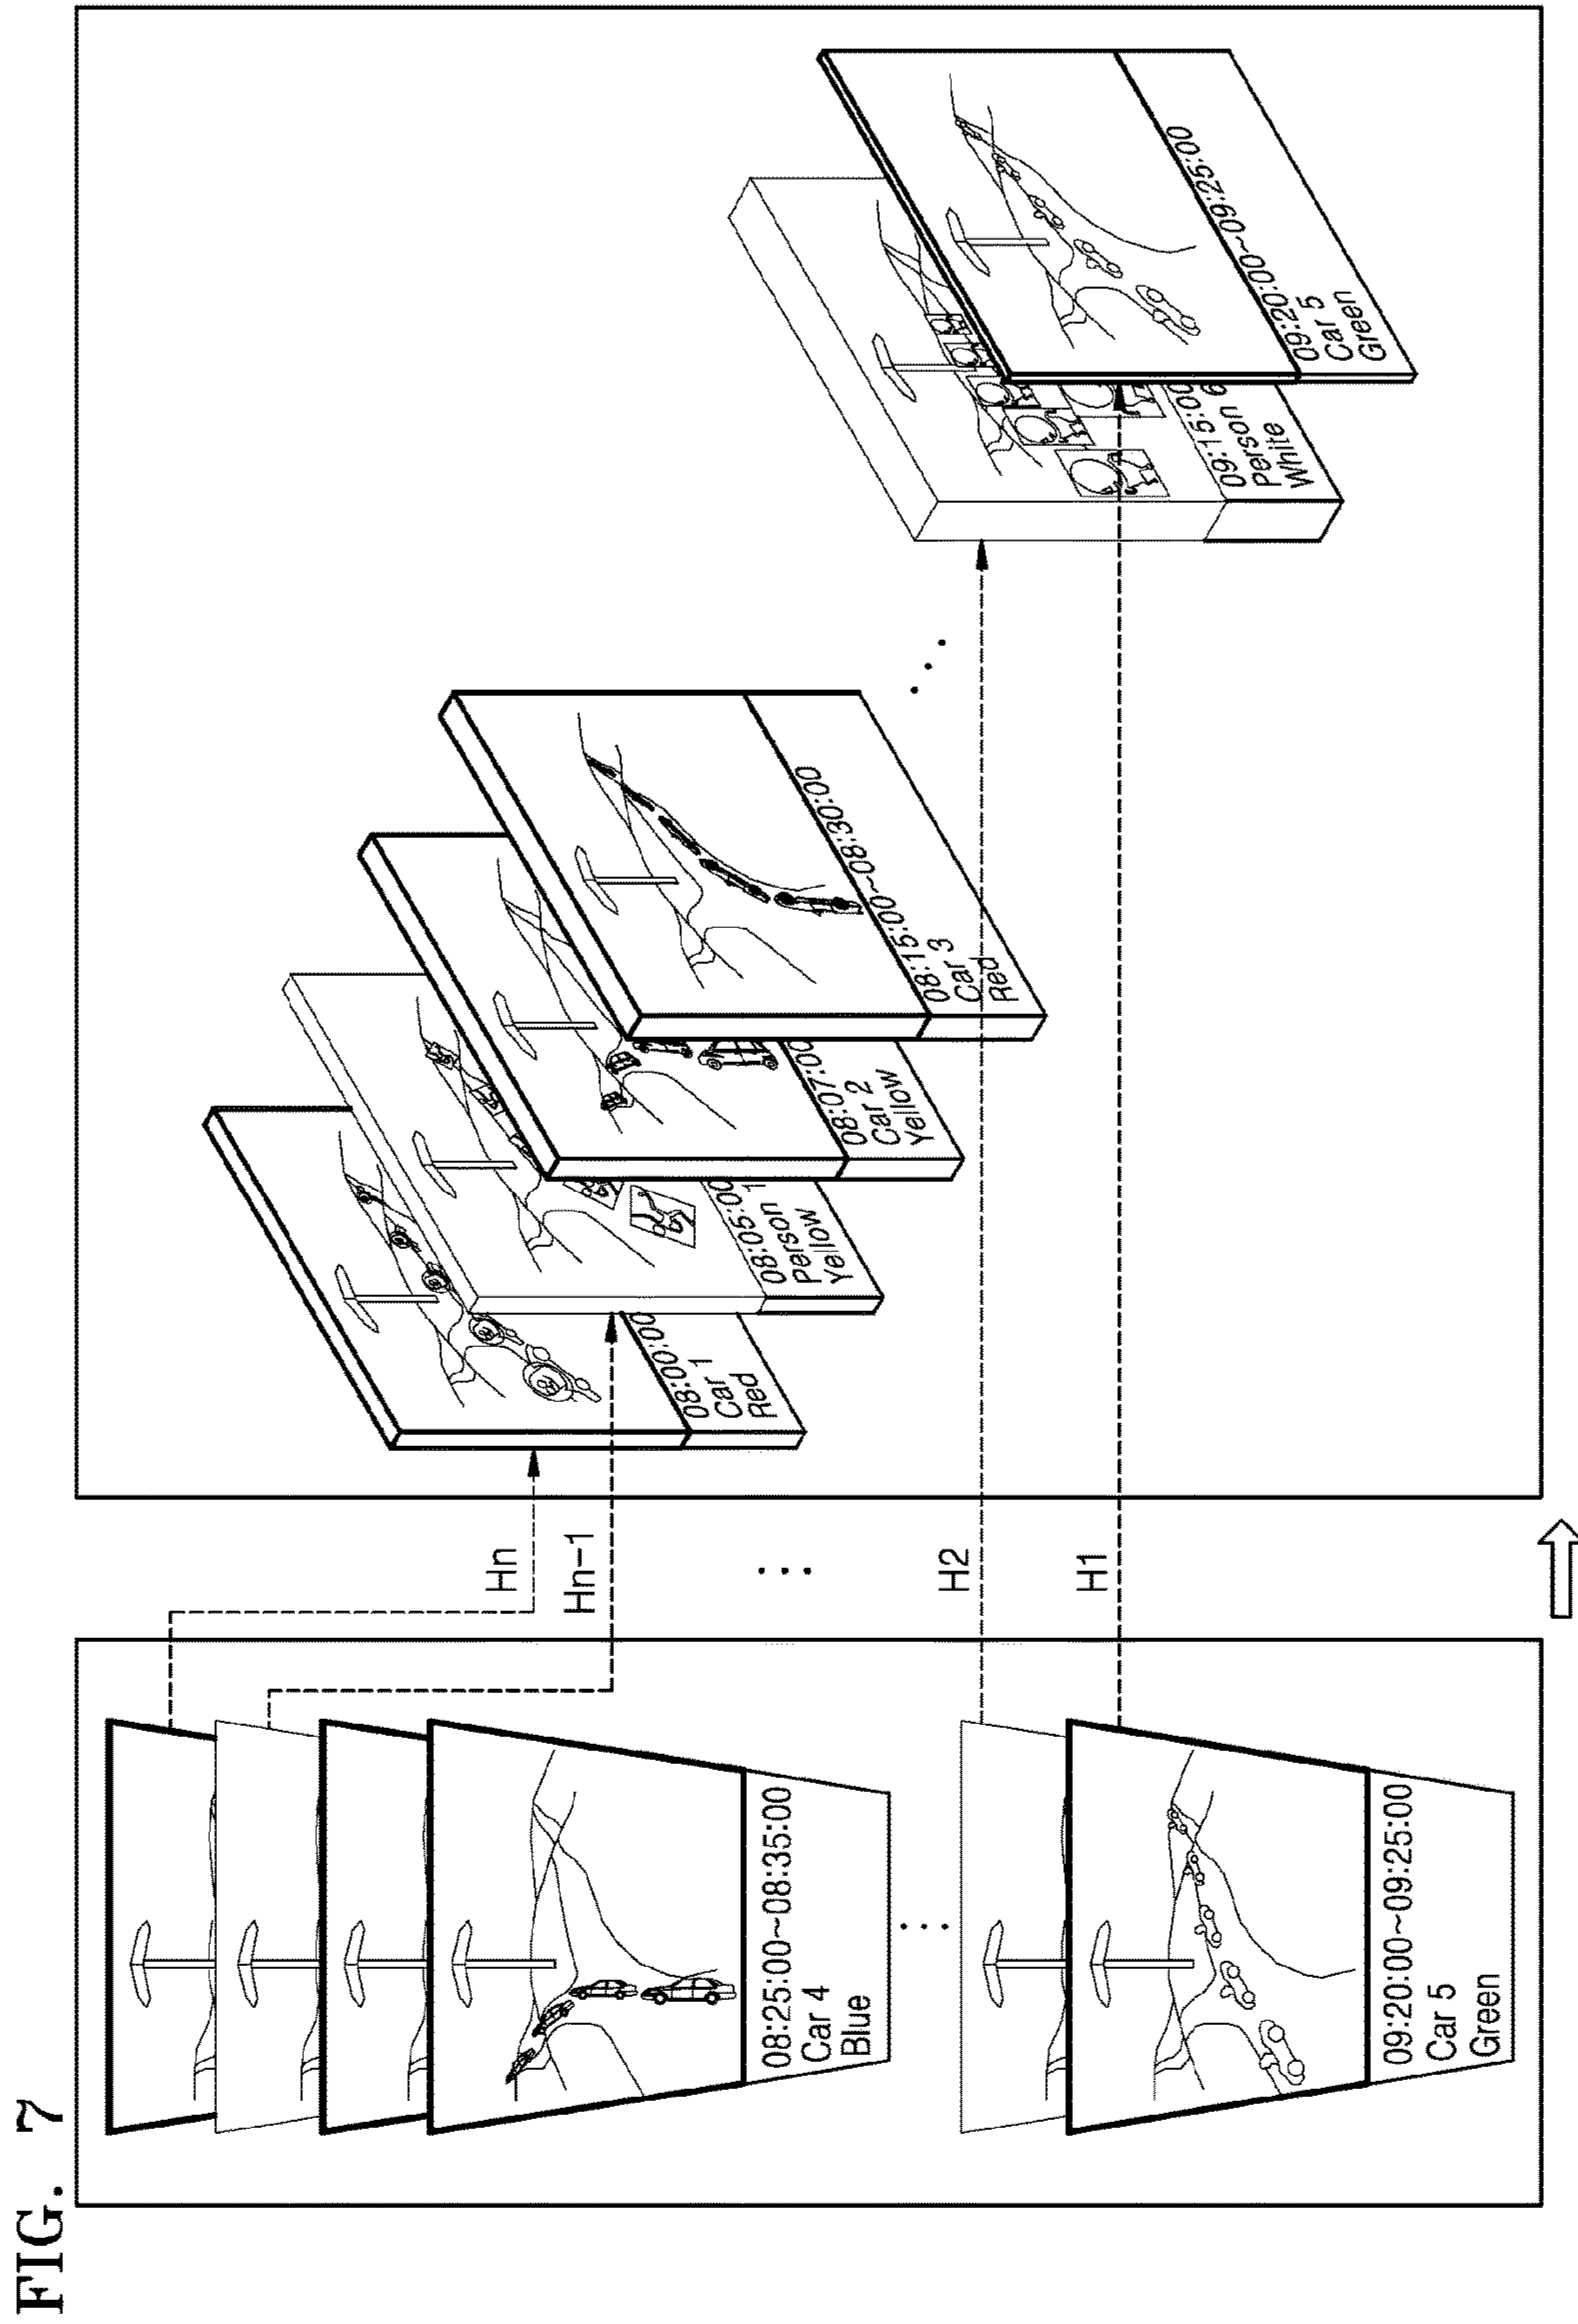 FIG. 7
08:25:00~08:35:00
Car 4
Blue
09:20:00~09:25:00
Car 5
Green
Hn
Hn-1
H2
H1
08:00:00
Car 1
Red
08:05:00
Person 1
Yellow
08:07:00
Car 2
Yellow
08:15:00~08:30:00
Car 3
Red
09:15:00
Person 6
White
09:20:00~09:25:00
Car 5
Green